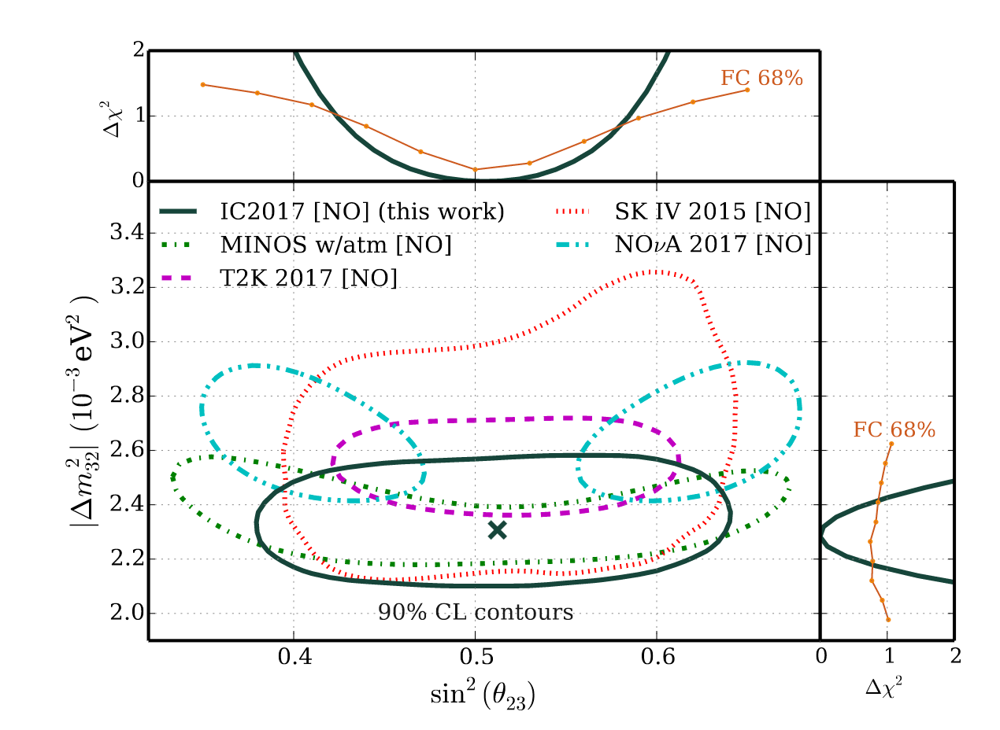 2
1
0
Δχ²
FC 68%
IC2017 [NO] (this work)
MINOS w/atm [NO]
T2K 2017 [NO]
SK IV 2015 [NO]
NOνA 2017 [NO]
3.4
3.2
3.0
2.8
2.6
2.4
2.2
2.0
|Δm²₃₂| (10⁻³ eV²)
FC 68%
90% CL contours
0.4 0.5 0.6
sin² (θ₂₃)
0 1 2
Δχ²